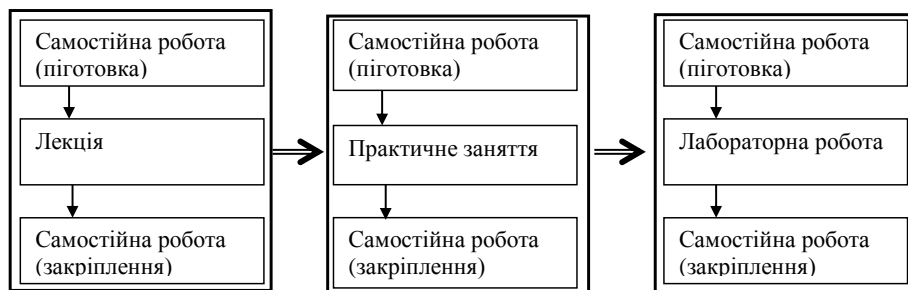 Самостійна робота
(піготовка)
Лекція
Самостійна робота
(закріплення)
Самостійна робота
(піготовка)
Практичне заняття
Самостійна робота
(закріплення)
Самостійна робота
(піготовка)
Лабораторна робота
Самостійна робота
(закріплення)